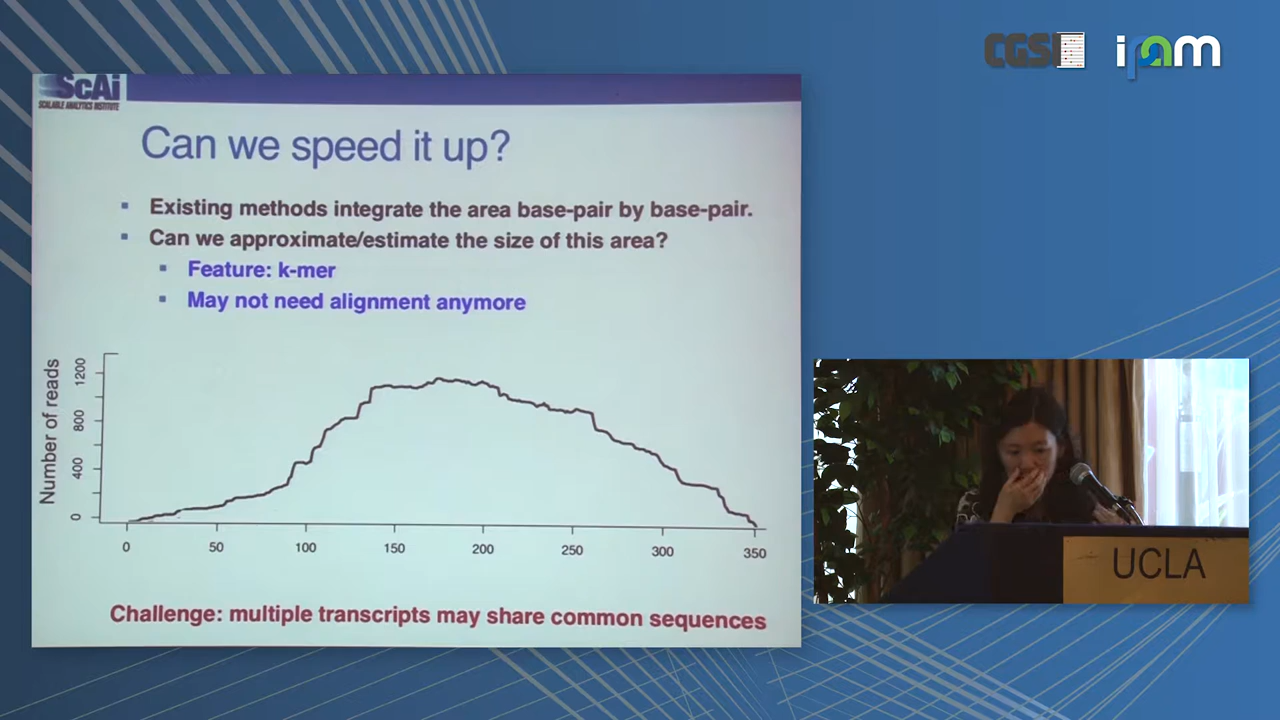 CGSI
ipam
ScAi
SCALABLE ANALYTICS INSTITUTE
Can we speed it up?
Existing methods integrate the area base-pair by base-pair.
Can we approximate/estimate the size of this area?
Feature: k-mer
May not need alignment anymore
Number of reads
1200
800
400
0
0 50 100 150 200 250 300 350
Challenge: multiple transcripts may share common sequences
UCLA